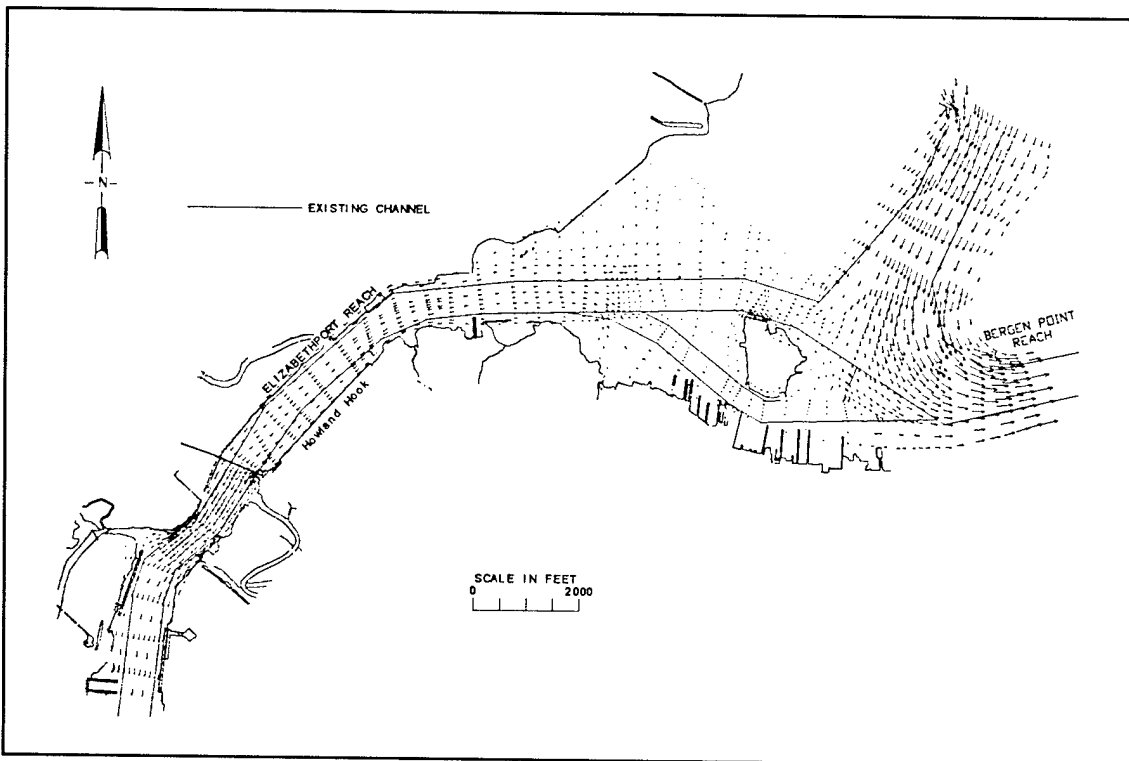 N
EXISTING CHANNEL
ELIZABETHPORT REACH
Howland Hook
BERGEN POINT
REACH
SCALE IN FEET
0 2000